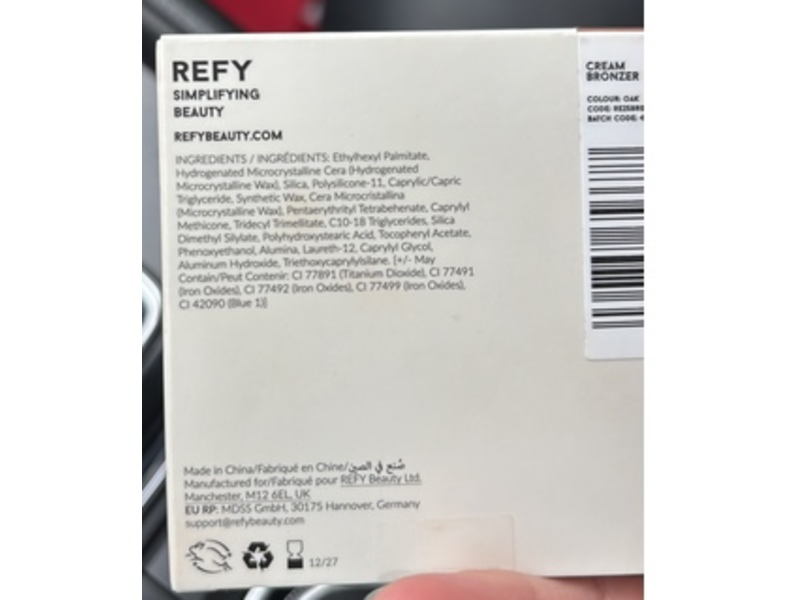 REFY
SIMPLIFYING
BEAUTY
REFYBEAUTY.COM
INGREDIENTS / INGRÉDIENTS: Ethylhexyl Palmitate,
Hydrogenated Microcrystalline Cera (Hydrogenated
Microcrystalline Wax), Silica, Polysilicone-11, Caprylic/Capric
Triglyceride, Synthetic Wax, Cera Microcristallina
(Microcrystalline Wax), Pentaerythrityl Tetrabehenate, Caprylyl
Methicone, Tridecyl Trimellitate, C10-18 Triglycerides, Silica
Dimethyl Silylate, Polyhydroxystearic Acid, Tocopheryl Acetate,
Phenoxyethanol, Alumina, Laureth-12, Caprylyl Glycol,
Aluminum Hydroxide, Triethoxycaprylylsilane. [+/- May
Contain/Peut Contenir: CI 77891 (Titanium Dioxide), CI 77491
(Iron Oxides), CI 77492 (Iron Oxides), CI 77499 (Iron Oxides),
CI 42090 (Blue 1)]
Made in China/Fabriqué en Chine/صُنع في الصين
Manufactured for/Fabriqué pour REFY Beauty Ltd.
Manchester, M12 6EL, UK
EU RP: MDSS GmbH, 30175 Hannover, Germany
support@refybeauty.com
12/27
CREAM
BRONZER
COLOUR: OAK
CODE:
BATCH CODE: